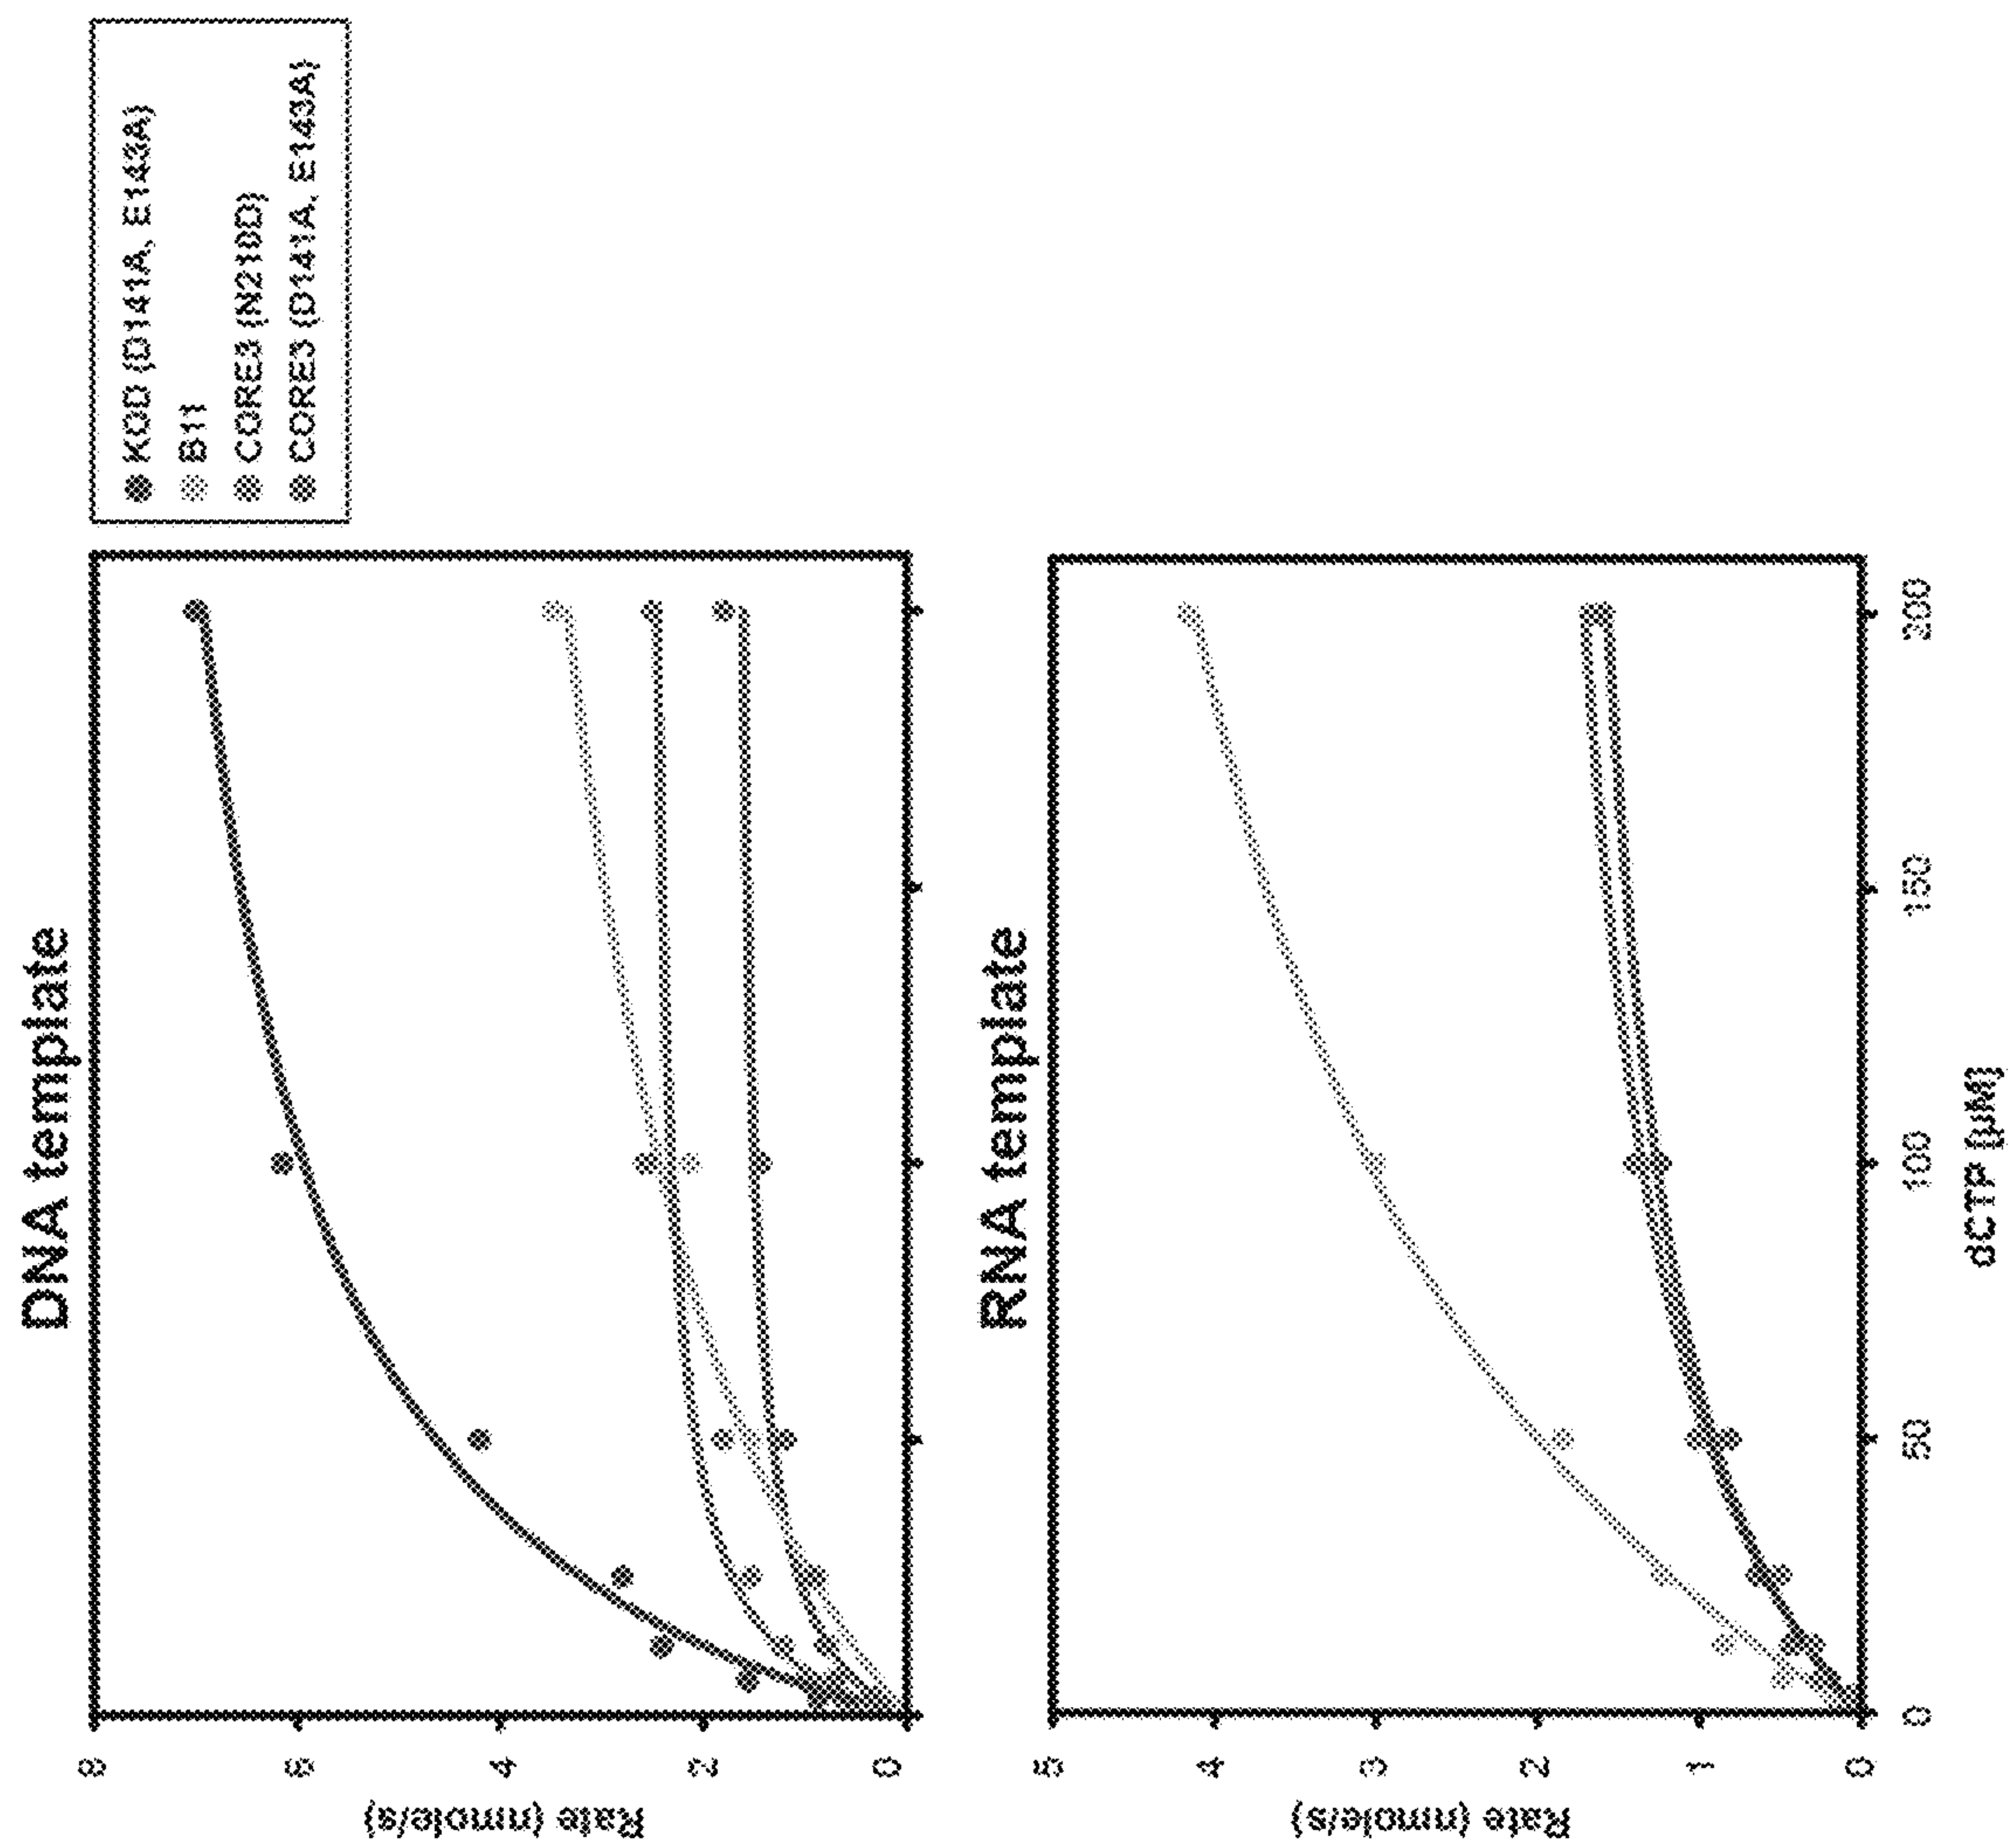 DNA template
Rate (nmole/s)
8
6
4
2
0
KOD (D141A, E143A)
B11
CORE3 (N210D)
CORE3 (D141A, E143A)
RNA template
Rate (nmole/s)
5
4
3
2
1
0
0 50 100 150 200
dCTP [µM]